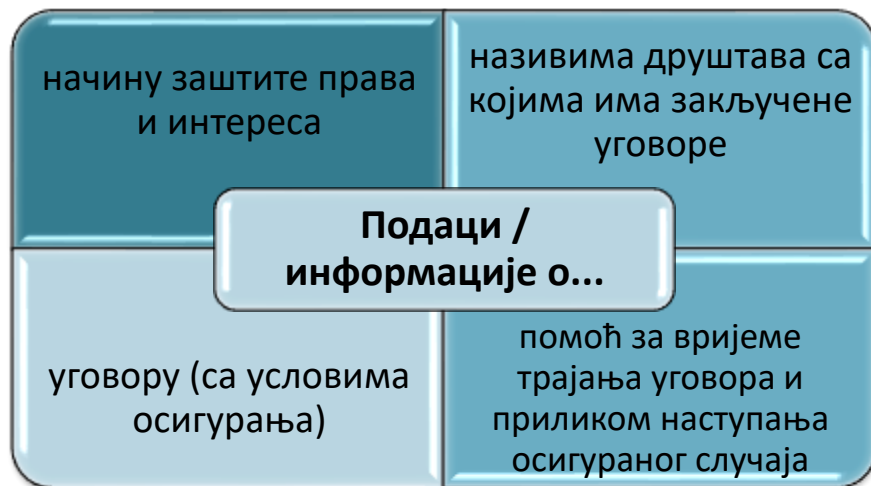 начину заштите права
и интереса
називима друштава са
којима има закључене
уговоре
Подаци /
информације о...
уговору (са условима
осигурања)
помоћ за вријеме
трајања уговора и
приликом наступања
осигураног случаја